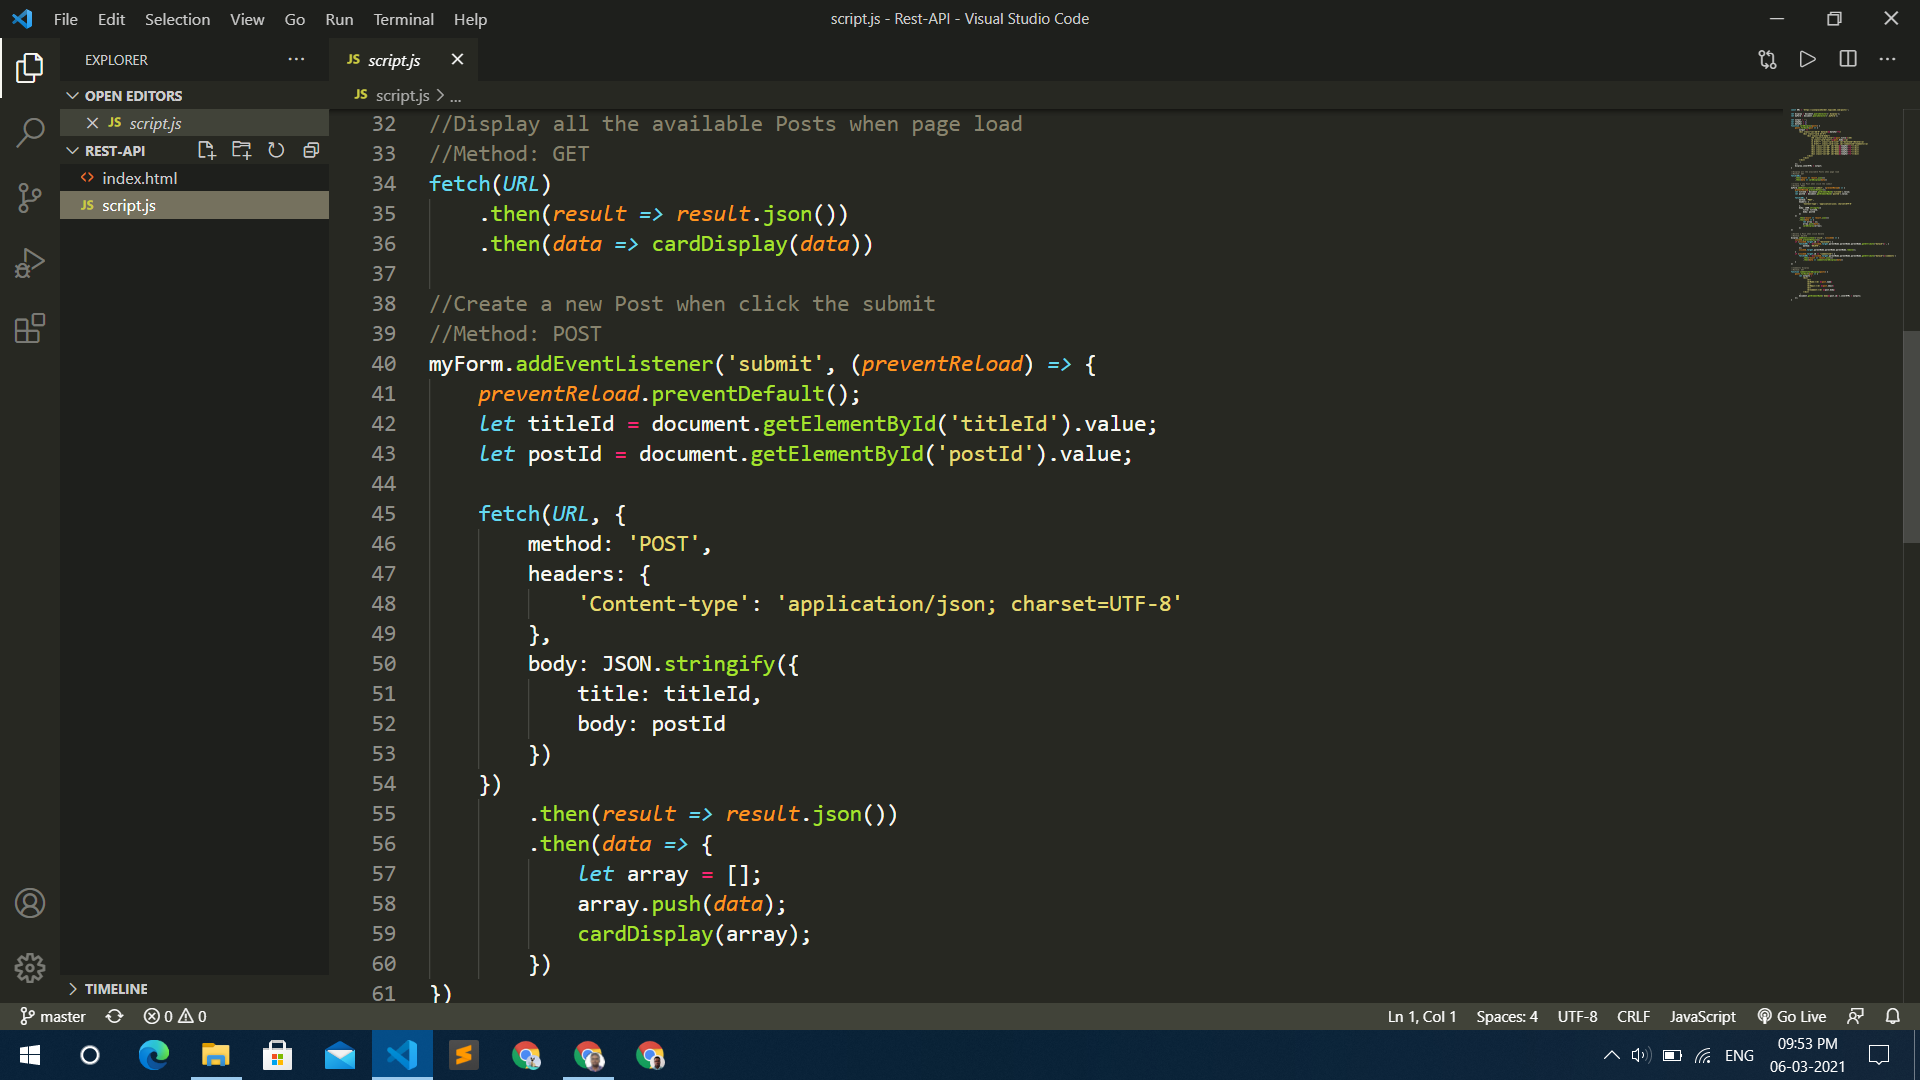 File Edit Selection View Go Run Terminal Help
script.js - Rest-API - Visual Studio Code
EXPLORER
JS script.js
OPEN EDITORS
JS script.js
REST-API
index.html
JS script.js
TIMELINE
JS script.js > ...
32 //Display all the available Posts when page load
33 //Method: GET
34 fetch(URL)
35 .then(result => result.json())
36 .then(data => cardDisplay(data))
37
38 //Create a new Post when click the submit
39 //Method: POST
40 myForm.addEventListener('submit', (preventReload) => {
41 preventReload.preventDefault();
42 let titleId = document.getElementById('titleId').value;
43 let postId = document.getElementById('postId').value;
44
45 fetch(URL, {
46 method: 'POST',
47 headers: {
48 'Content-type': 'application/json; charset=UTF-8'
49 },
50 body: JSON.stringify({
51 title: titleId,
52 body: postId
53 })
54 })
55 .then(result => result.json())
56 .then(data => {
57 let array = [];
58 array.push(data);
59 cardDisplay(array);
60 })
61 })
master 0 0
Ln 1, Col 1 Spaces: 4 UTF-8 CRLF JavaScript Go Live
ENG
09:53 PM
06-03-2021